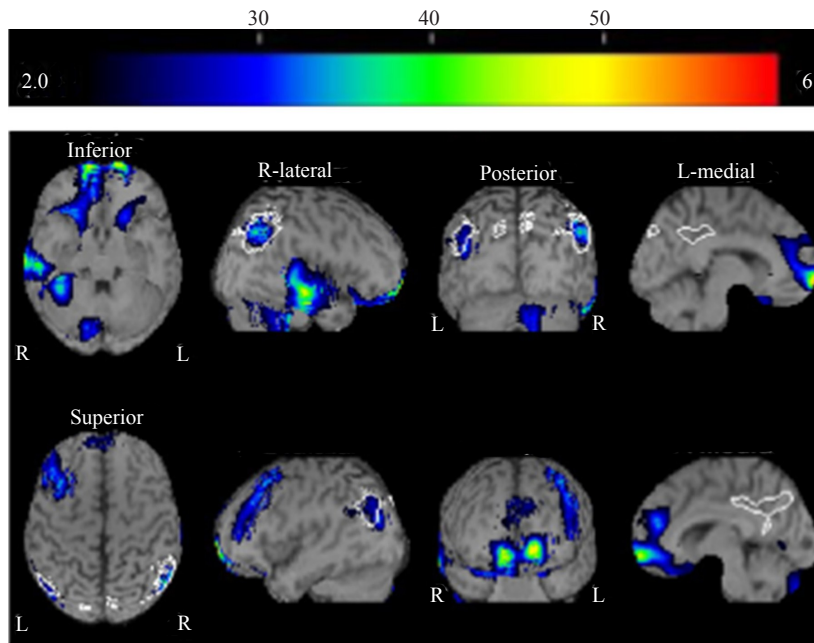 30 40 50
2.0 6
Inferior
R-lateral
Posterior
L-medial
R L
L R
Superior
L R
R L